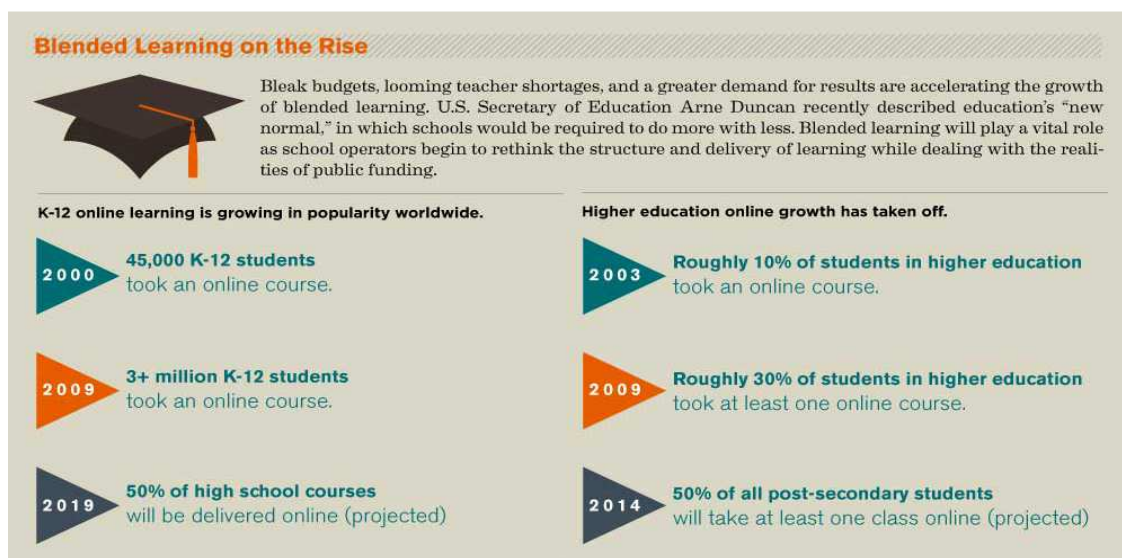 Blended Learning on the Rise
Bleak budgets, looming teacher shortages, and a greater demand for results are accelerating the growth
of blended learning. U.S. Secretary of Education Arne Duncan recently described education's “new
normal,” in which schools would be required to do more with less. Blended learning will play a vital role
as school operators begin to rethink the structure and delivery of learning while dealing with the reali-
ties of public funding.
K-12 online learning is growing in popularity worldwide.
2000
45,000 K-12 students
took an online course.
2009
3+ million K-12 students
took an online course.
2019
50% of high school courses
will be delivered online (projected)
Higher education online growth has taken off.
2003
Roughly 10% of students in higher education
took an online course.
2009
Roughly 30% of students in higher education
took at least one online course.
2014
50% of all post-secondary students
will take at least one class online (projected)